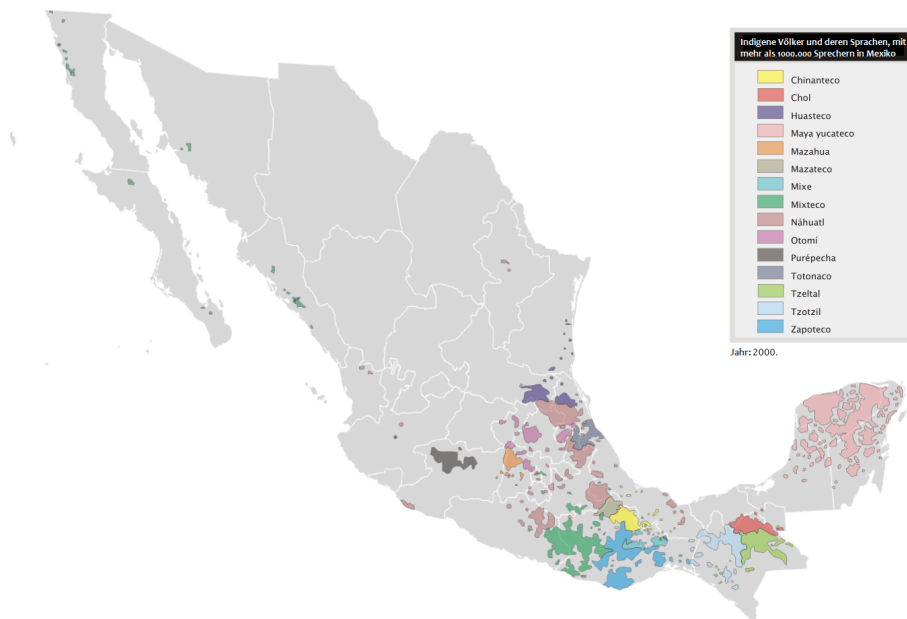 Indigene Völker und deren Sprachen, mit
mehr als 1000.000 Sprechern in Mexiko
Chinanteco
Chol
Huasteco
Maya yucateco
Mazahua
Mazateco
Mixe
Mixteco
Náhuatl
Otomí
Purépecha
Totonaco
Tzeltal
Tzotzil
Zapoteco
Jahr: 2000.